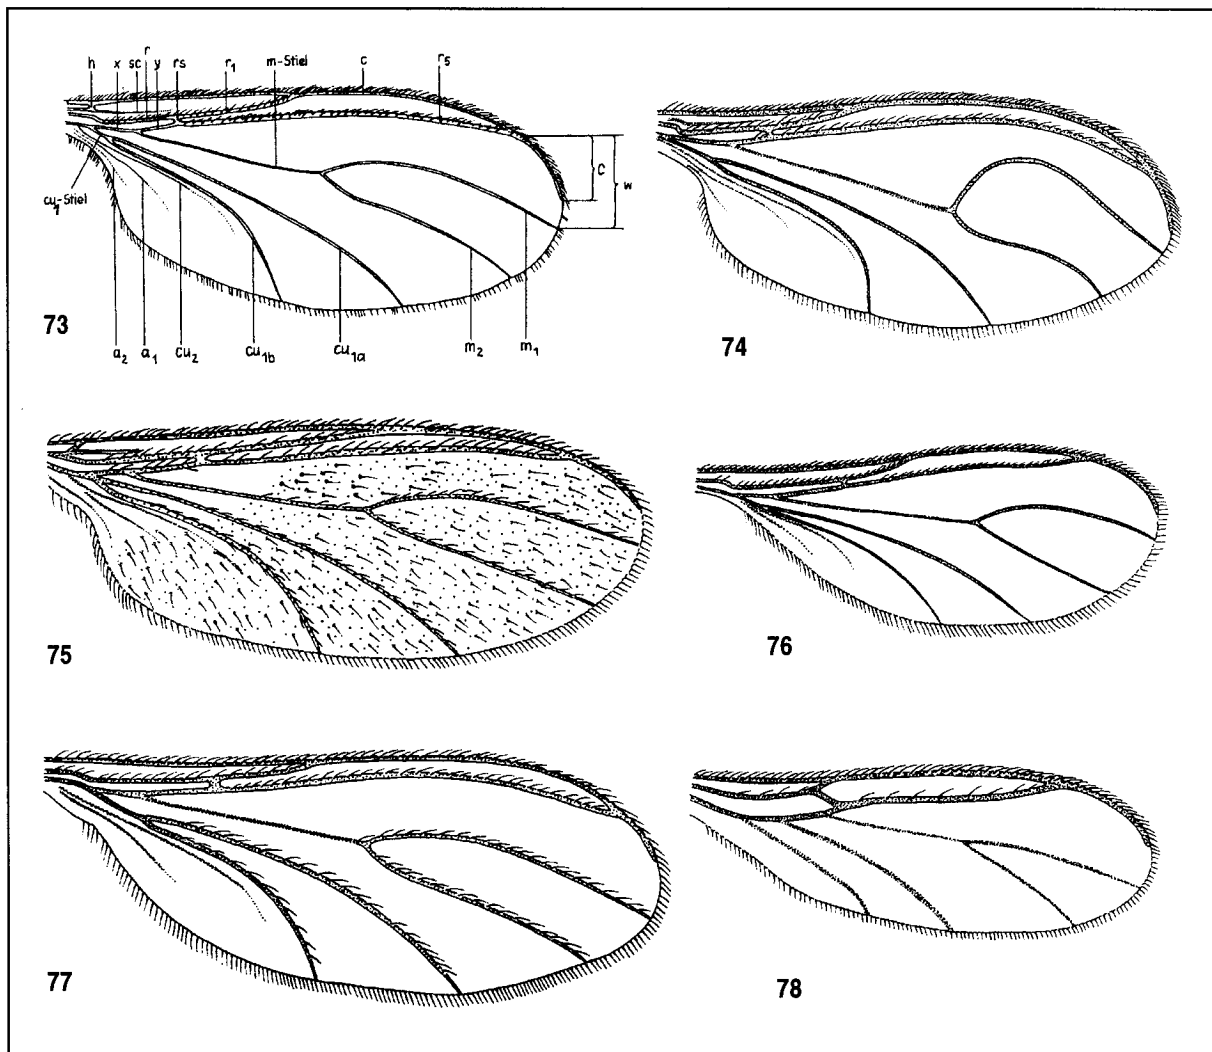 r
h x sc y rs r₁ m-Stiel c r₅
c w
cu₁-Stiel
a₂ a₁ cu₂ cu₁b cu₁a m₂ m₁
73
74
75
76
77
78